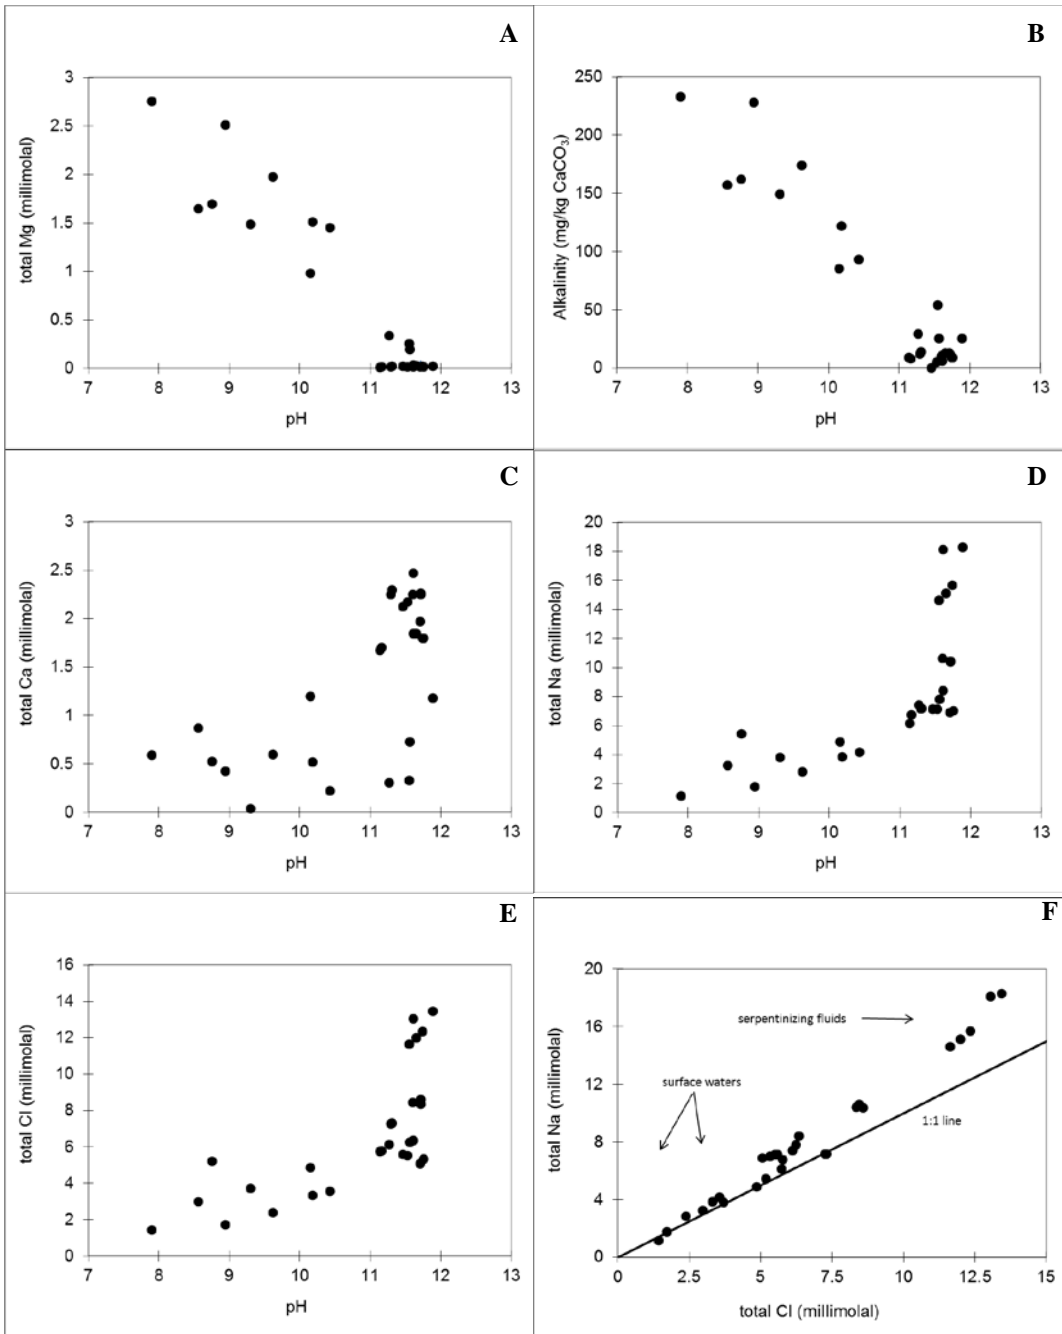 A
total Mg (millimolal)
3
2.5
2
1.5
1
0.5
0
7 8 9 10 11 12 13
pH
B
Alkalinity (mg/kg CaCO₃)
250
200
150
100
50
0
7 8 9 10 11 12 13
pH
C
total Ca (millimolal)
3
2.5
2
1.5
1
0.5
0
7 8 9 10 11 12 13
pH
D
total Na (millimolal)
20
18
16
14
12
10
8
6
4
2
0
7 8 9 10 11 12 13
pH
E
total Cl (millimolal)
16
14
12
10
8
6
4
2
0
7 8 9 10 11 12 13
pH
F
total Na (millimolal)
20
16
12
8
4
0
serpentinizing fluids
surface waters
1:1 line
0 2.5 5 7.5 10 12.5 15
total Cl (millimolal)